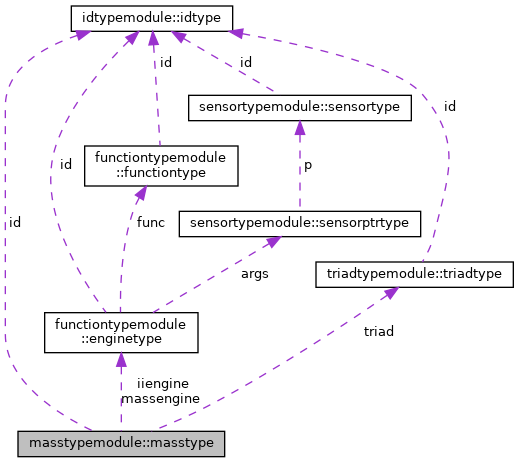 idtypemodule::idtype
id
sensortypemodule::sensortype
id
id
functiontypemodule
::functiontype
id
p
func
sensortypemodule::sensorptrtype
id
args
triadtypemodule::triadtype
functiontypemodule
::enginetype
triad
iiengine
massengine
masstypemodule::masstype